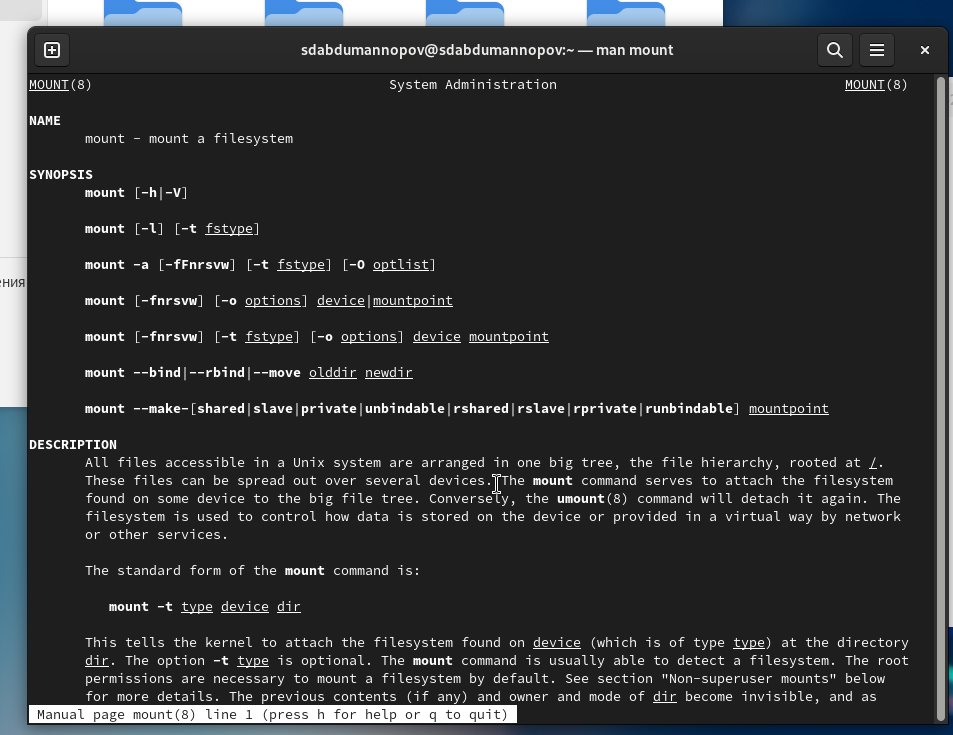 sdabdumannopov@sdabdumannopov:~ — man mount
MOUNT(8) System Administration MOUNT(8)
NAME
mount - mount a filesystem
SYNOPSIS
mount [-h|-V]
mount [-l] [-t fstype]
mount -a [-fFnrsvw] [-t fstype] [-O optlist]
mount [-fnrsvw] [-o options] device|mountpoint
mount [-fnrsvw] [-t fstype] [-o options] device mountpoint
mount --bind|--rbind|--move olddir newdir
mount --make-[shared|slave|private|unbindable|rshared|rslave|rprivate|runbindable] mountpoint
DESCRIPTION
All files accessible in a Unix system are arranged in one big tree, the file hierarchy, rooted at /.
These files can be spread out over several devices. The mount command serves to attach the filesystem
found on some device to the big file tree. Conversely, the umount(8) command will detach it again. The
filesystem is used to control how data is stored on the device or provided in a virtual way by network
or other services.
The standard form of the mount command is:
mount -t type device dir
This tells the kernel to attach the filesystem found on device (which is of type type) at the directory
dir. The option -t type is optional. The mount command is usually able to detect a filesystem. The root
permissions are necessary to mount a filesystem by default. See section "Non-superuser mounts" below
for more details. The previous contents (if any) and owner and mode of dir become invisible, and as
Manual page mount(8) line 1 (press h for help or q to quit)